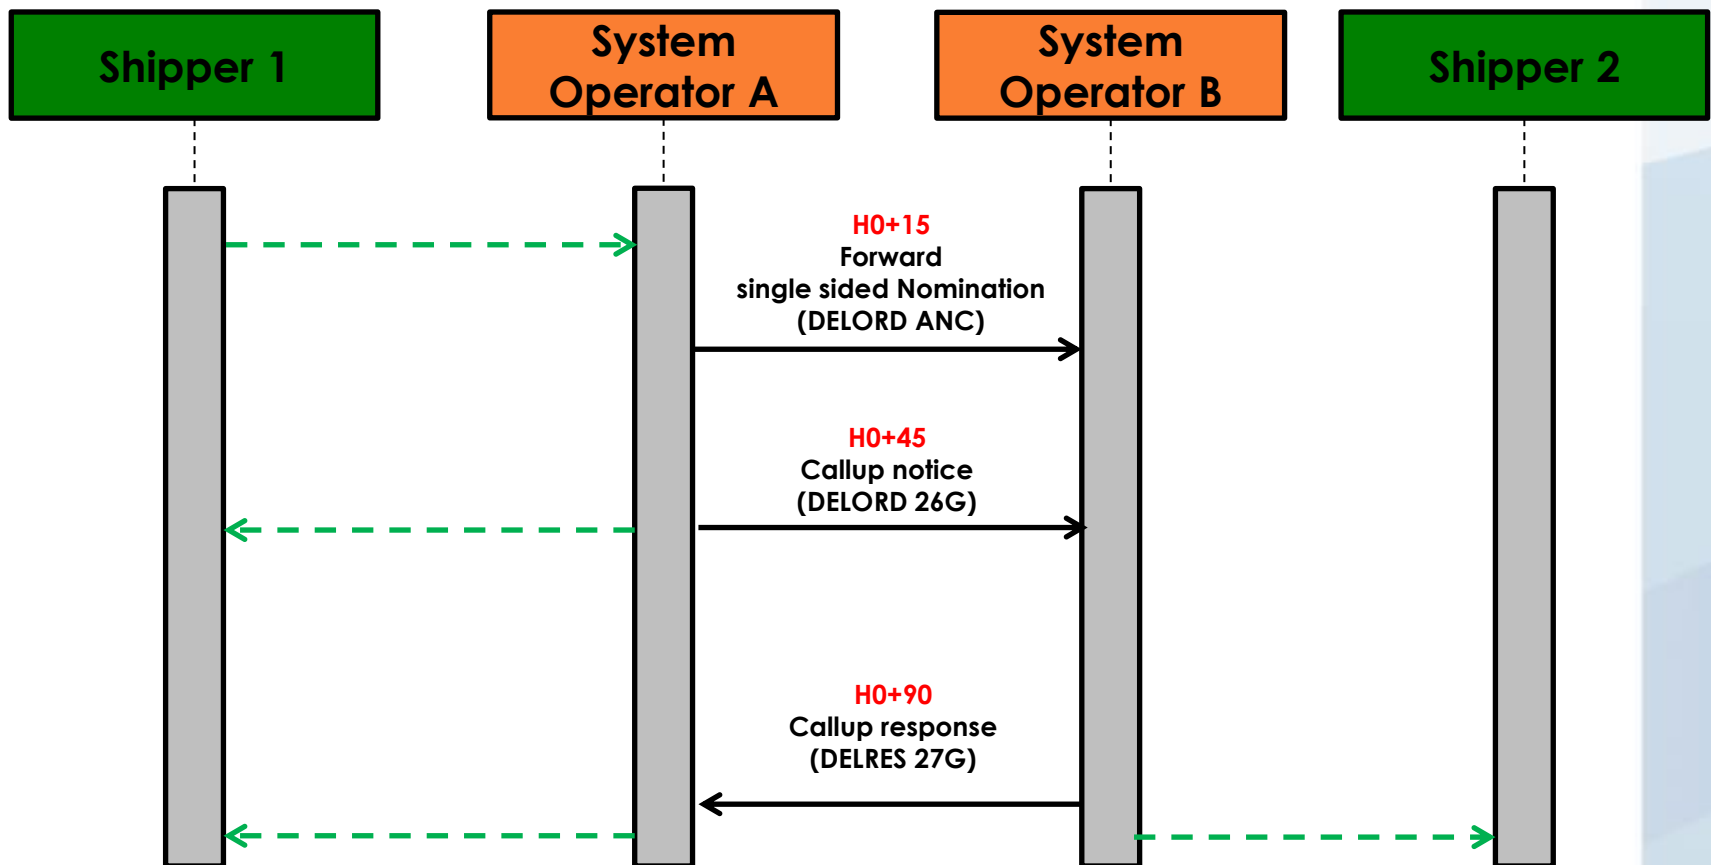 Shipper 1
System
Operator A
System
Operator B
Shipper 2
H0+15
Forward
single sided Nomination
(DELORD ANC)
H0+45
Callup notice
(DELORD 26G)
H0+90
Callup response
(DELRES 27G)